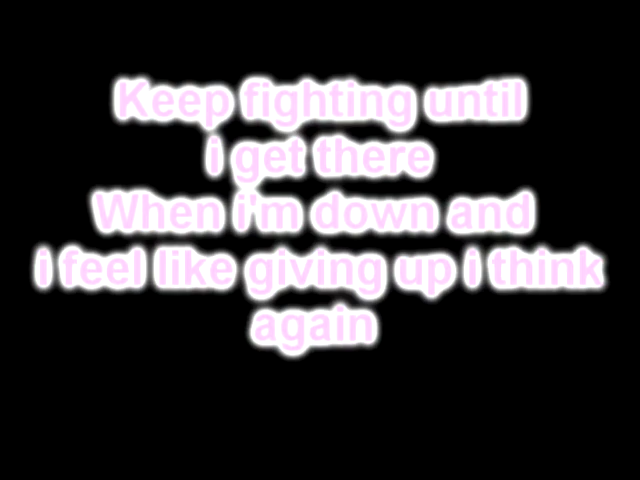 Keep fighting until
i get there
When i'm down and
i feel like giving up i think
again